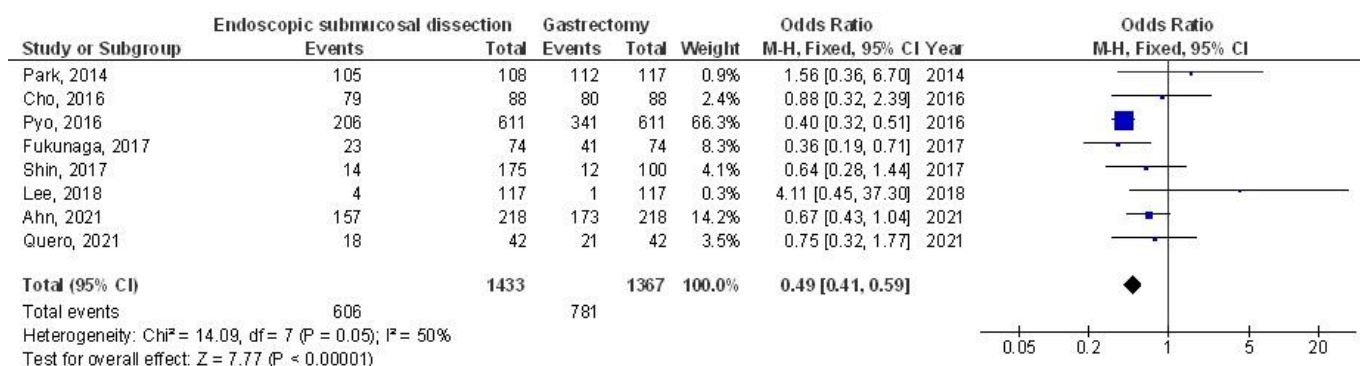 Endoscopic submucosal dissection Gastrectomy Odds Ratio Odds Ratio
Study or Subgroup Events Total Events Total Weight M-H, Fixed, 95% CI Year M-H, Fixed, 95% CI
Park, 2014 105 108 112 117 0.9% 1.56 [0.36, 6.70] 2014
Cho, 2016 79 88 80 88 2.4% 0.88 [0.32, 2.39] 2016
Pyo, 2016 206 611 341 611 66.3% 0.40 [0.32, 0.51] 2016
Fukunaga, 2017 23 74 41 74 8.3% 0.36 [0.19, 0.71] 2017
Shin, 2017 14 175 12 100 4.1% 0.64 [0.28, 1.44] 2017
Lee, 2018 4 117 1 117 0.3% 4.11 [0.45, 37.30] 2018
Ahn, 2021 157 218 173 218 14.2% 0.67 [0.43, 1.04] 2021
Quero, 2021 18 42 21 42 3.5% 0.75 [0.32, 1.77] 2021
Total (95% CI) 1433 1367 100.0% 0.49 [0.41, 0.59]
Total events 606 781
Heterogeneity: Chi² = 14.09, df = 7 (P = 0.05); I² = 50%
Test for overall effect: Z = 7.77 (P < 0.00001)
0.05 0.2 1 5 20